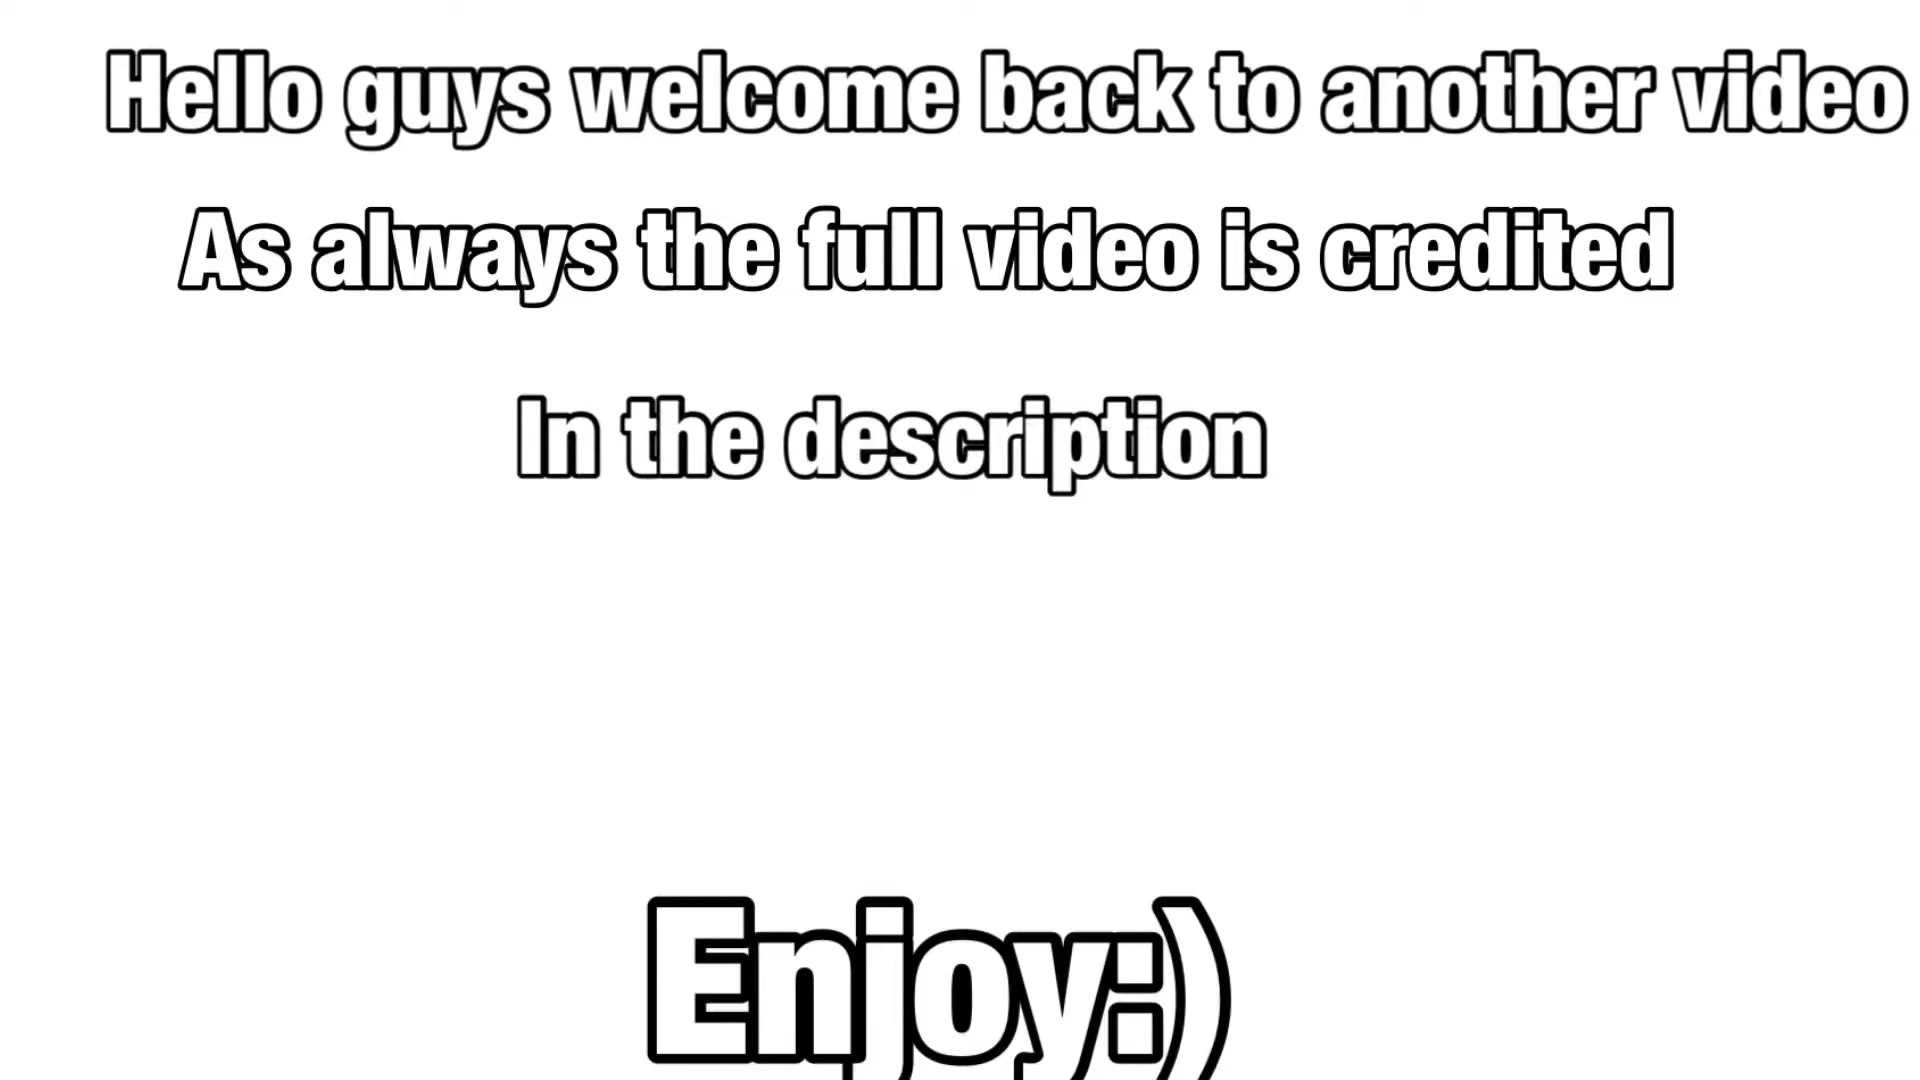 Hello guys welcome back to another video
As always the full video is credited
In the description
Enjoy:)